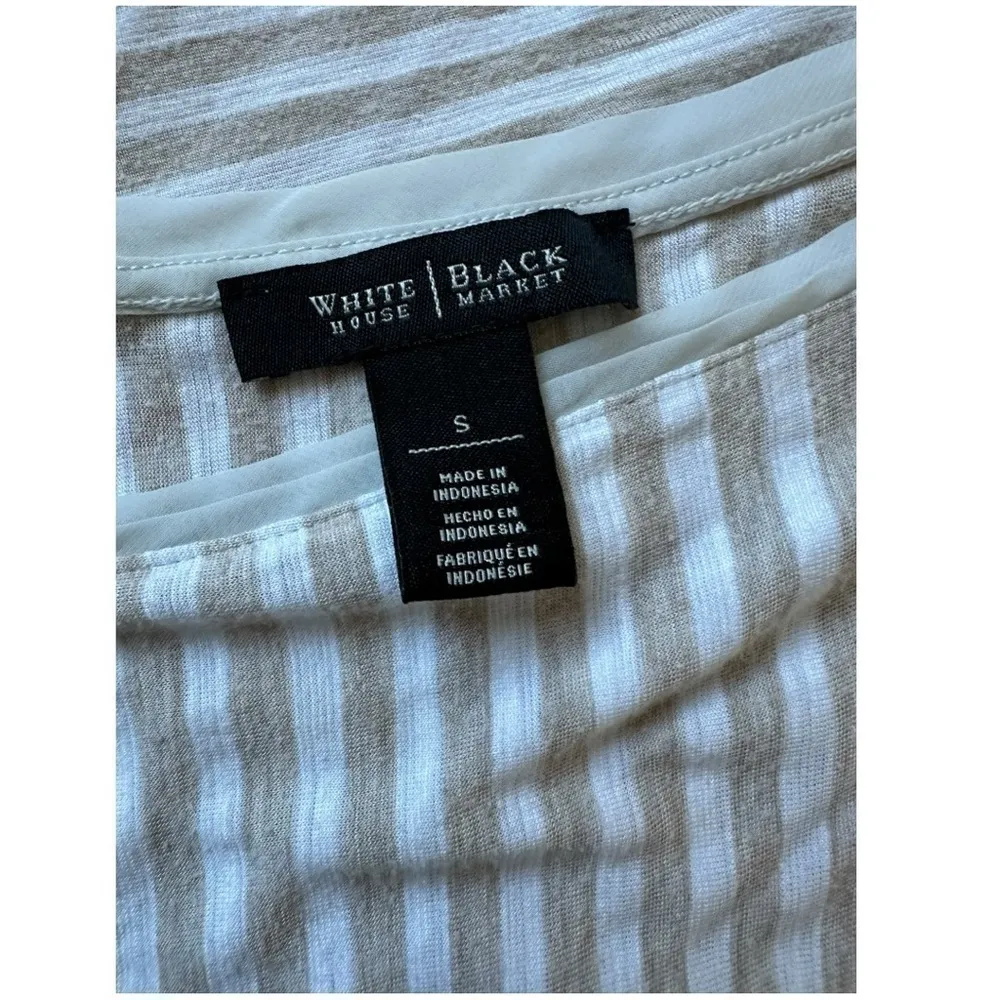 WHITE | BLACK
HOUSE | MARKET
S
MADE IN
INDONESIA
HECHO EN
INDONESIA
FABRIQUÉ EN
INDONÉSIE